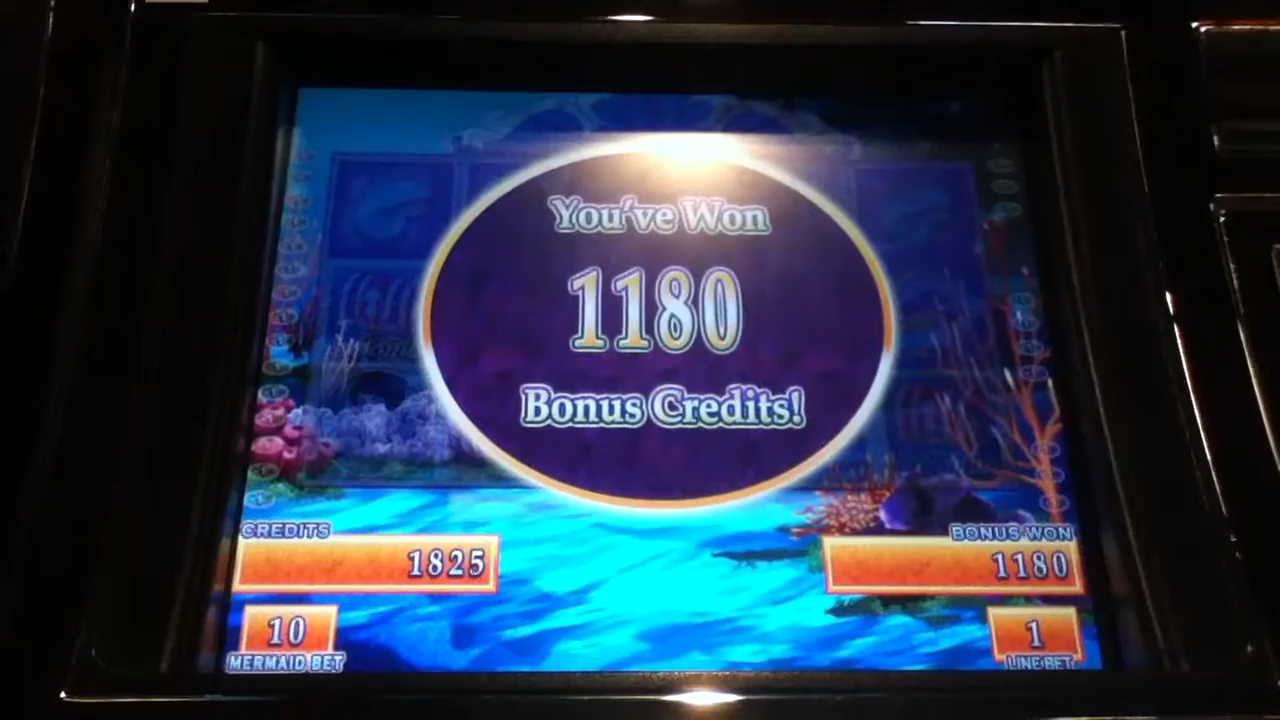 You've Won
1180
Bonus Credits!
CREDITS
1825
BONUS WON
1180
10
MERMAID BET
1
LINE BET